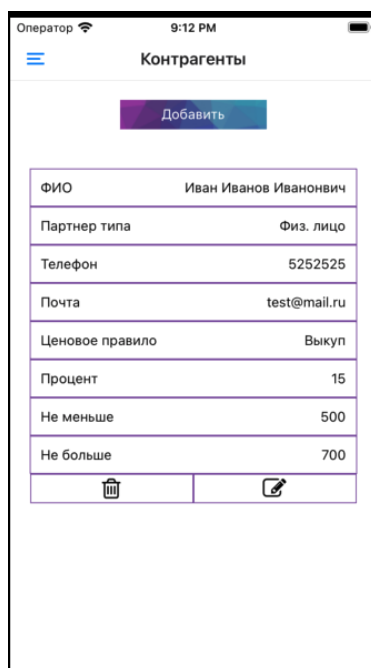 Оператор 9:12 PM
Контрагенты
Добавить
ФИО Иван Иванов Иванонвич
Партнер типа Физ. лицо
Телефон 5252525
Почта test@mail.ru
Ценовое правило Выкуп
Процент 15
Не меньше 500
Не больше 700